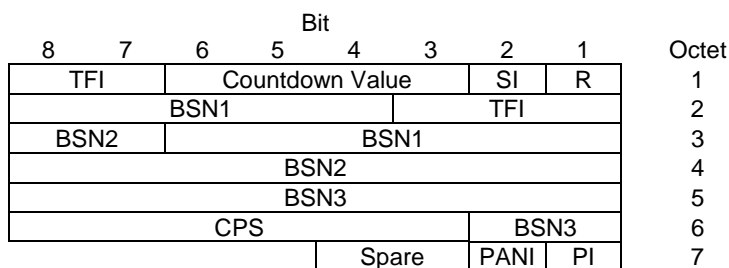 Bit
8 7 6 5 4 3 2 1 Octet
TFI Countdown Value SI R 1
BSN1 TFI 2
BSN2 BSN1 3
BSN2 4
BSN3 5
CPS BSN3 6
Spare PANI PI 7